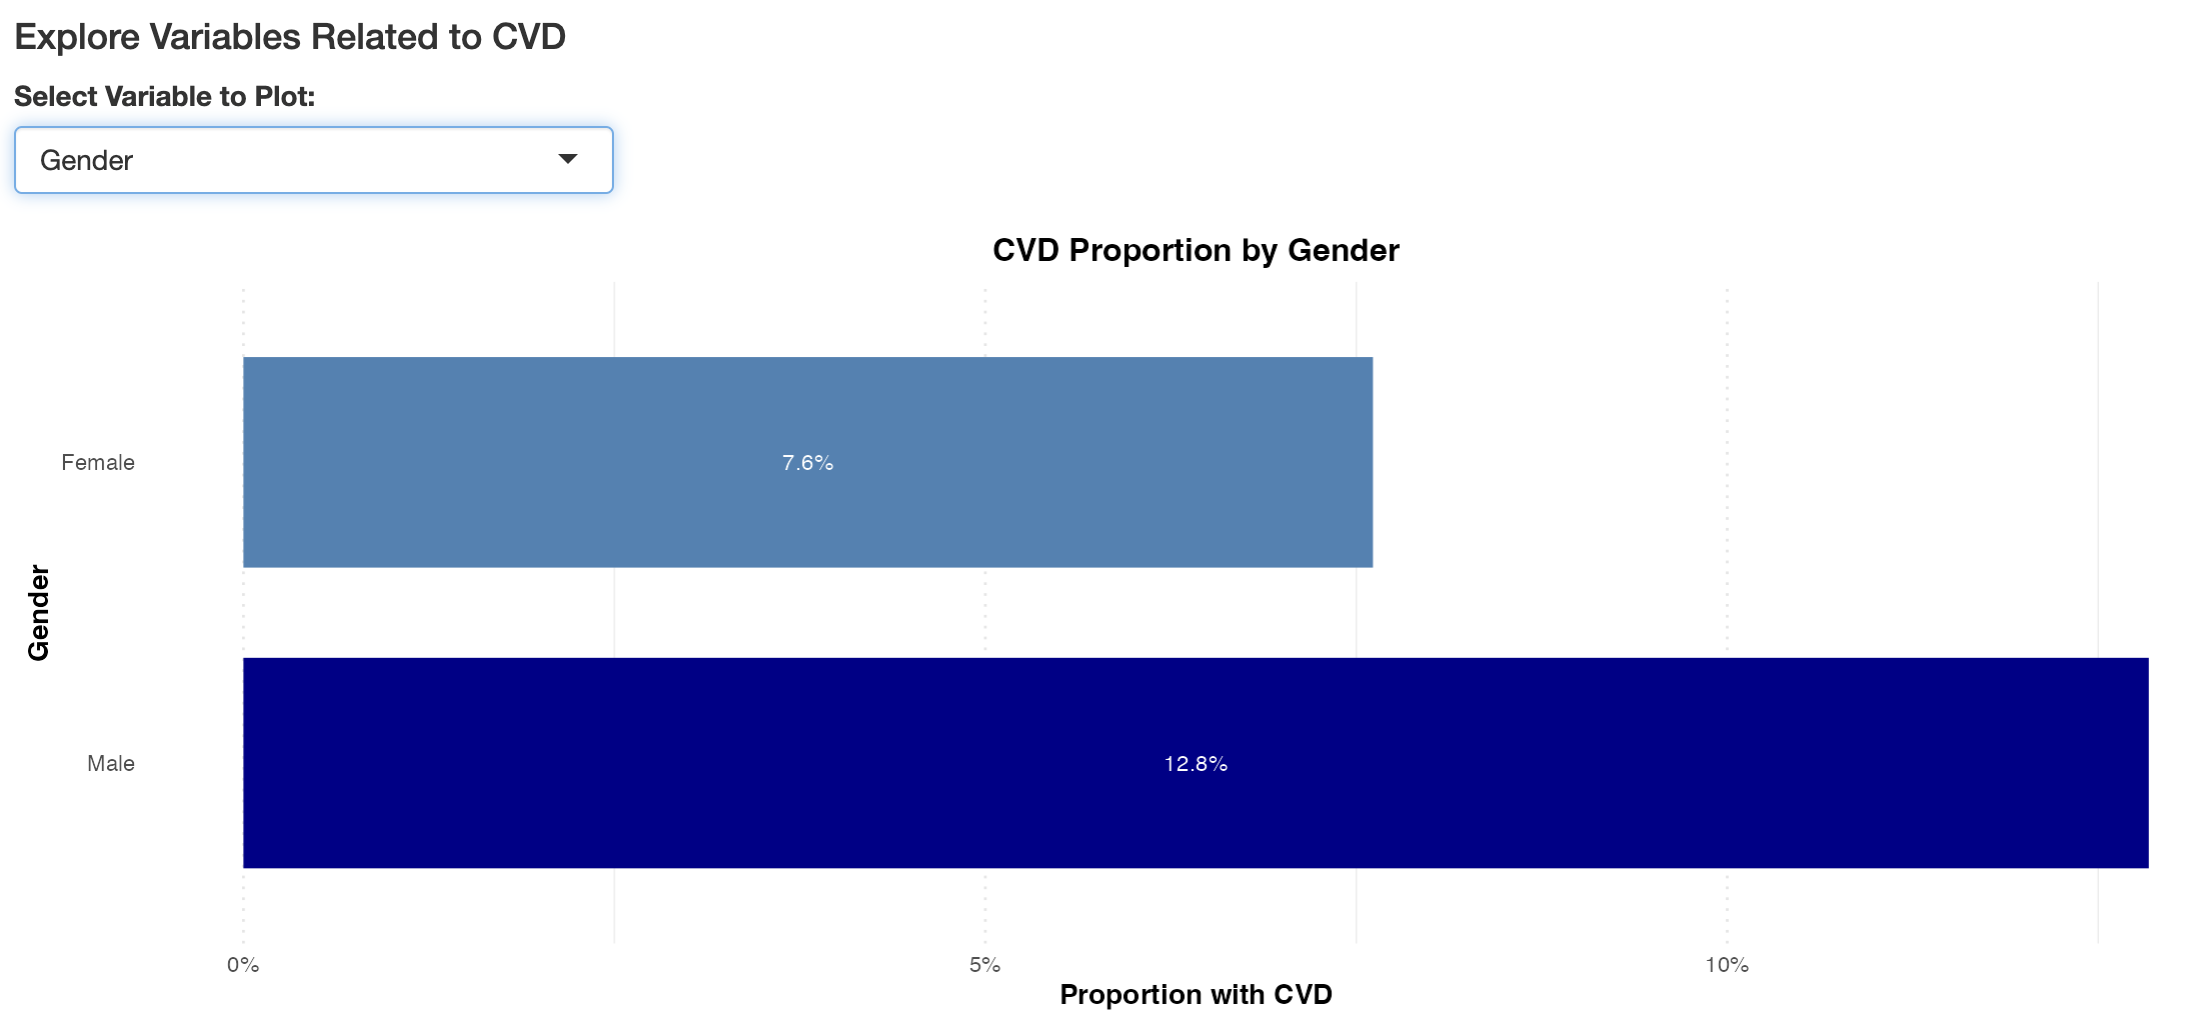 Explore Variables Related to CVD
Select Variable to Plot:
Gender
CVD Proportion by Gender
Female
7.6%
Gender
Male
12.8%
0%
5%
10%
Proportion with CVD